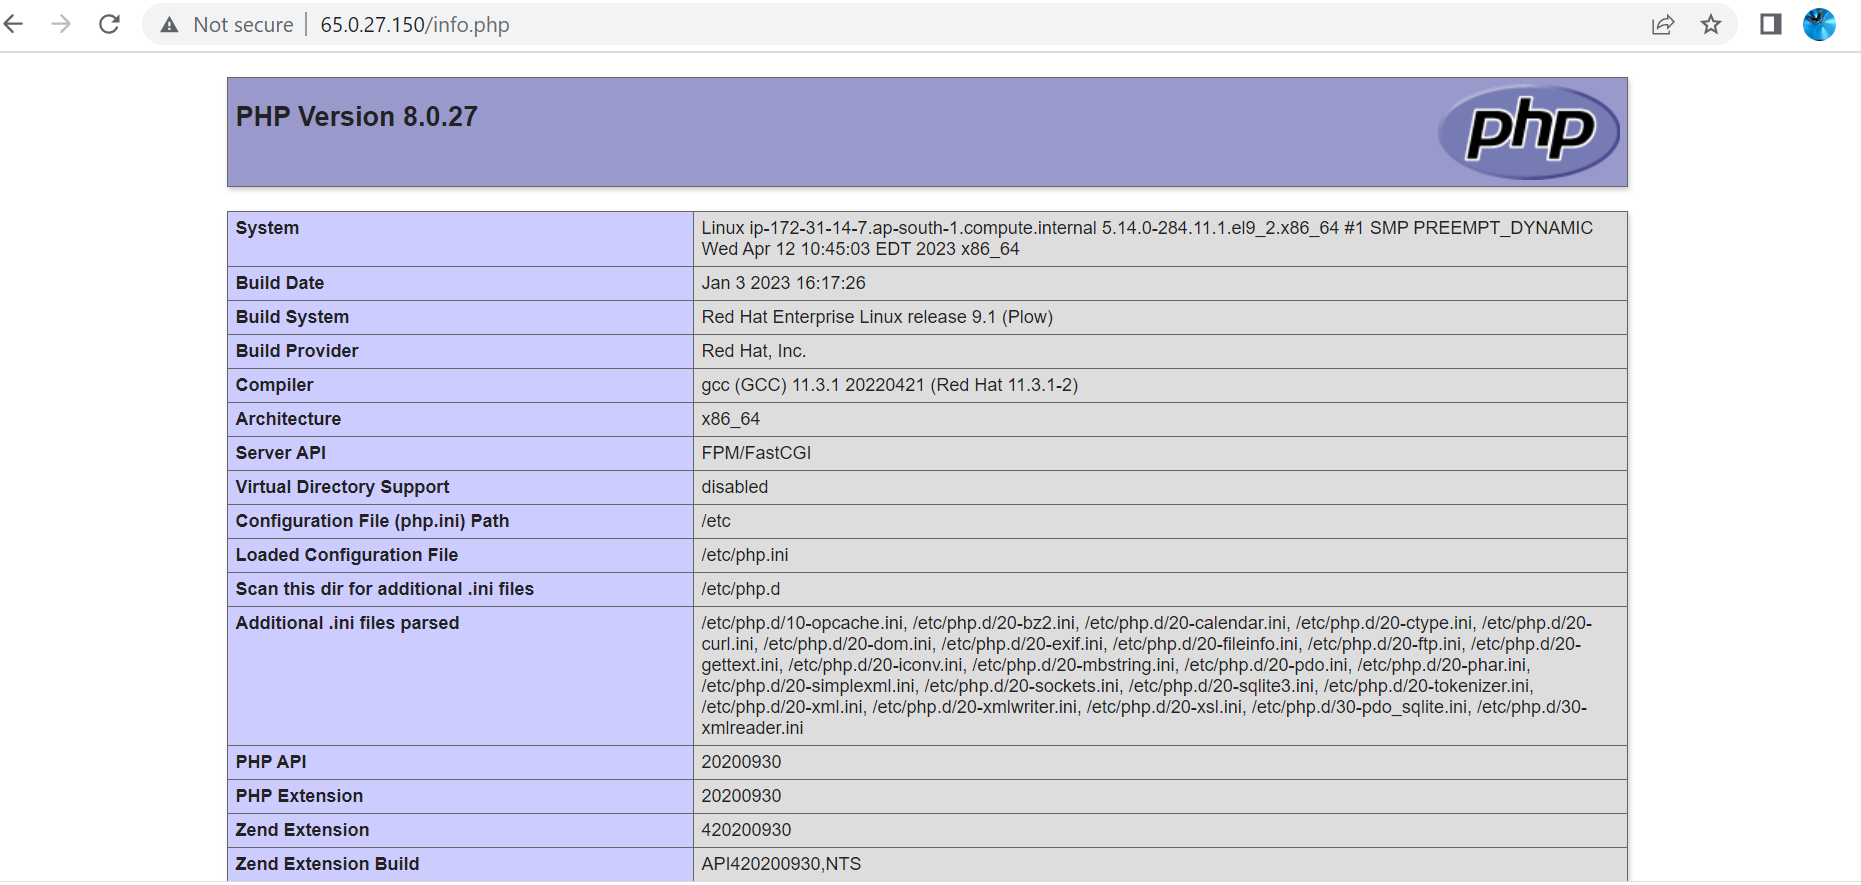 Not secure | 65.0.27.150/info.php
PHP Version 8.0.27
php
System Linux ip-172-31-14-7.ap-south-1.compute.internal 5.14.0-284.11.1.el9_2.x86_64 #1 SMP PREEMPT_DYNAMIC
Wed Apr 12 10:45:03 EDT 2023 x86_64
Build Date Jan 3 2023 16:17:26
Build System Red Hat Enterprise Linux release 9.1 (Plow)
Build Provider Red Hat, Inc.
Compiler gcc (GCC) 11.3.1 20220421 (Red Hat 11.3.1-2)
Architecture x86_64
Server API FPM/FastCGI
Virtual Directory Support disabled
Configuration File (php.ini) Path /etc
Loaded Configuration File /etc/php.ini
Scan this dir for additional .ini files /etc/php.d
Additional .ini files parsed /etc/php.d/10-opcache.ini, /etc/php.d/20-bz2.ini, /etc/php.d/20-calendar.ini, /etc/php.d/20-ctype.ini, /etc/php.d/20-
curl.ini, /etc/php.d/20-dom.ini, /etc/php.d/20-exif.ini, /etc/php.d/20-fileinfo.ini, /etc/php.d/20-ftp.ini, /etc/php.d/20-
gettext.ini, /etc/php.d/20-iconv.ini, /etc/php.d/20-mbstring.ini, /etc/php.d/20-pdo.ini, /etc/php.d/20-phar.ini,
/etc/php.d/20-simplexml.ini, /etc/php.d/20-sockets.ini, /etc/php.d/20-sqlite3.ini, /etc/php.d/20-tokenizer.ini,
/etc/php.d/20-xml.ini, /etc/php.d/20-xmlwriter.ini, /etc/php.d/20-xsl.ini, /etc/php.d/30-pdo_sqlite.ini, /etc/php.d/30-
xmlreader.ini
PHP API 20200930
PHP Extension 20200930
Zend Extension 420200930
Zend Extension Build API420200930,NTS